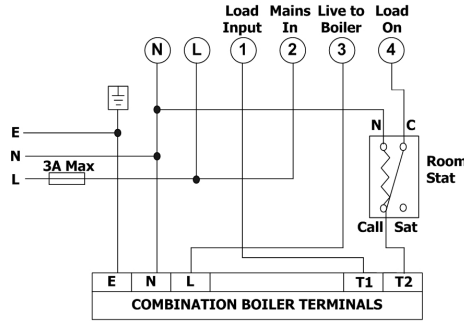 Load Mains Live to Load
Input In Boiler On
N L 1 2 3 4
E
N
3A Max
L
N C
Room
Stat
Call Sat
E N L T1 T2
COMBINATION BOILER TERMINALS